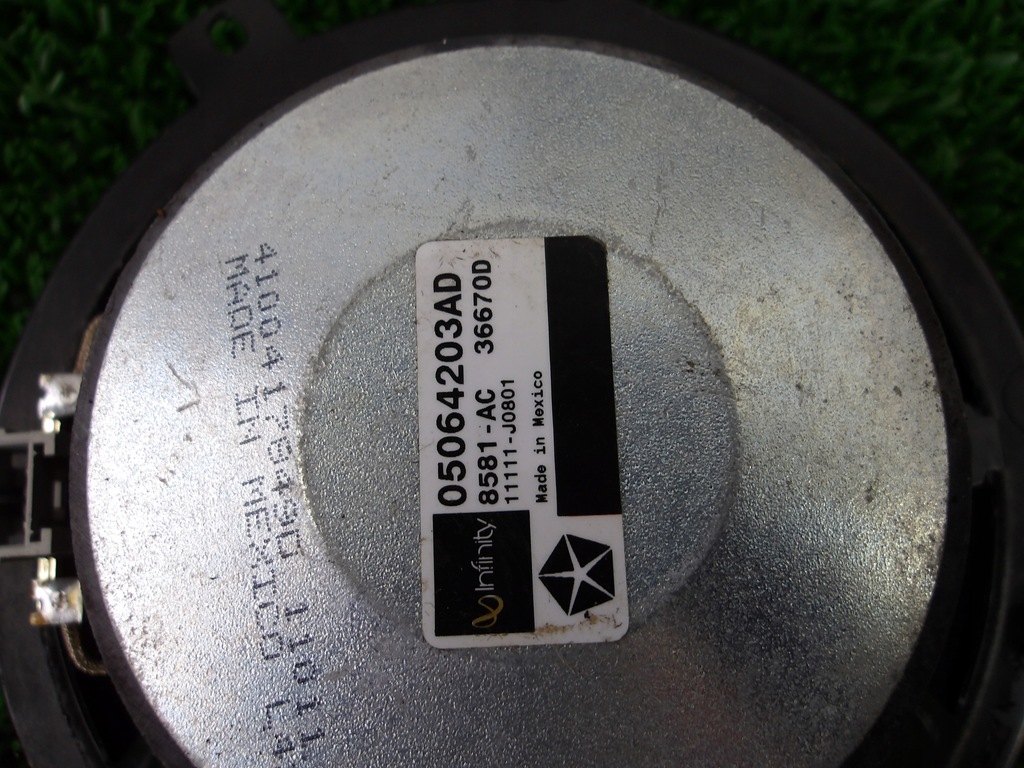 05064203AD
8581-AC 36670D
11111-J0801
Made in Mexico
Infinity
MADE IN MEXICO